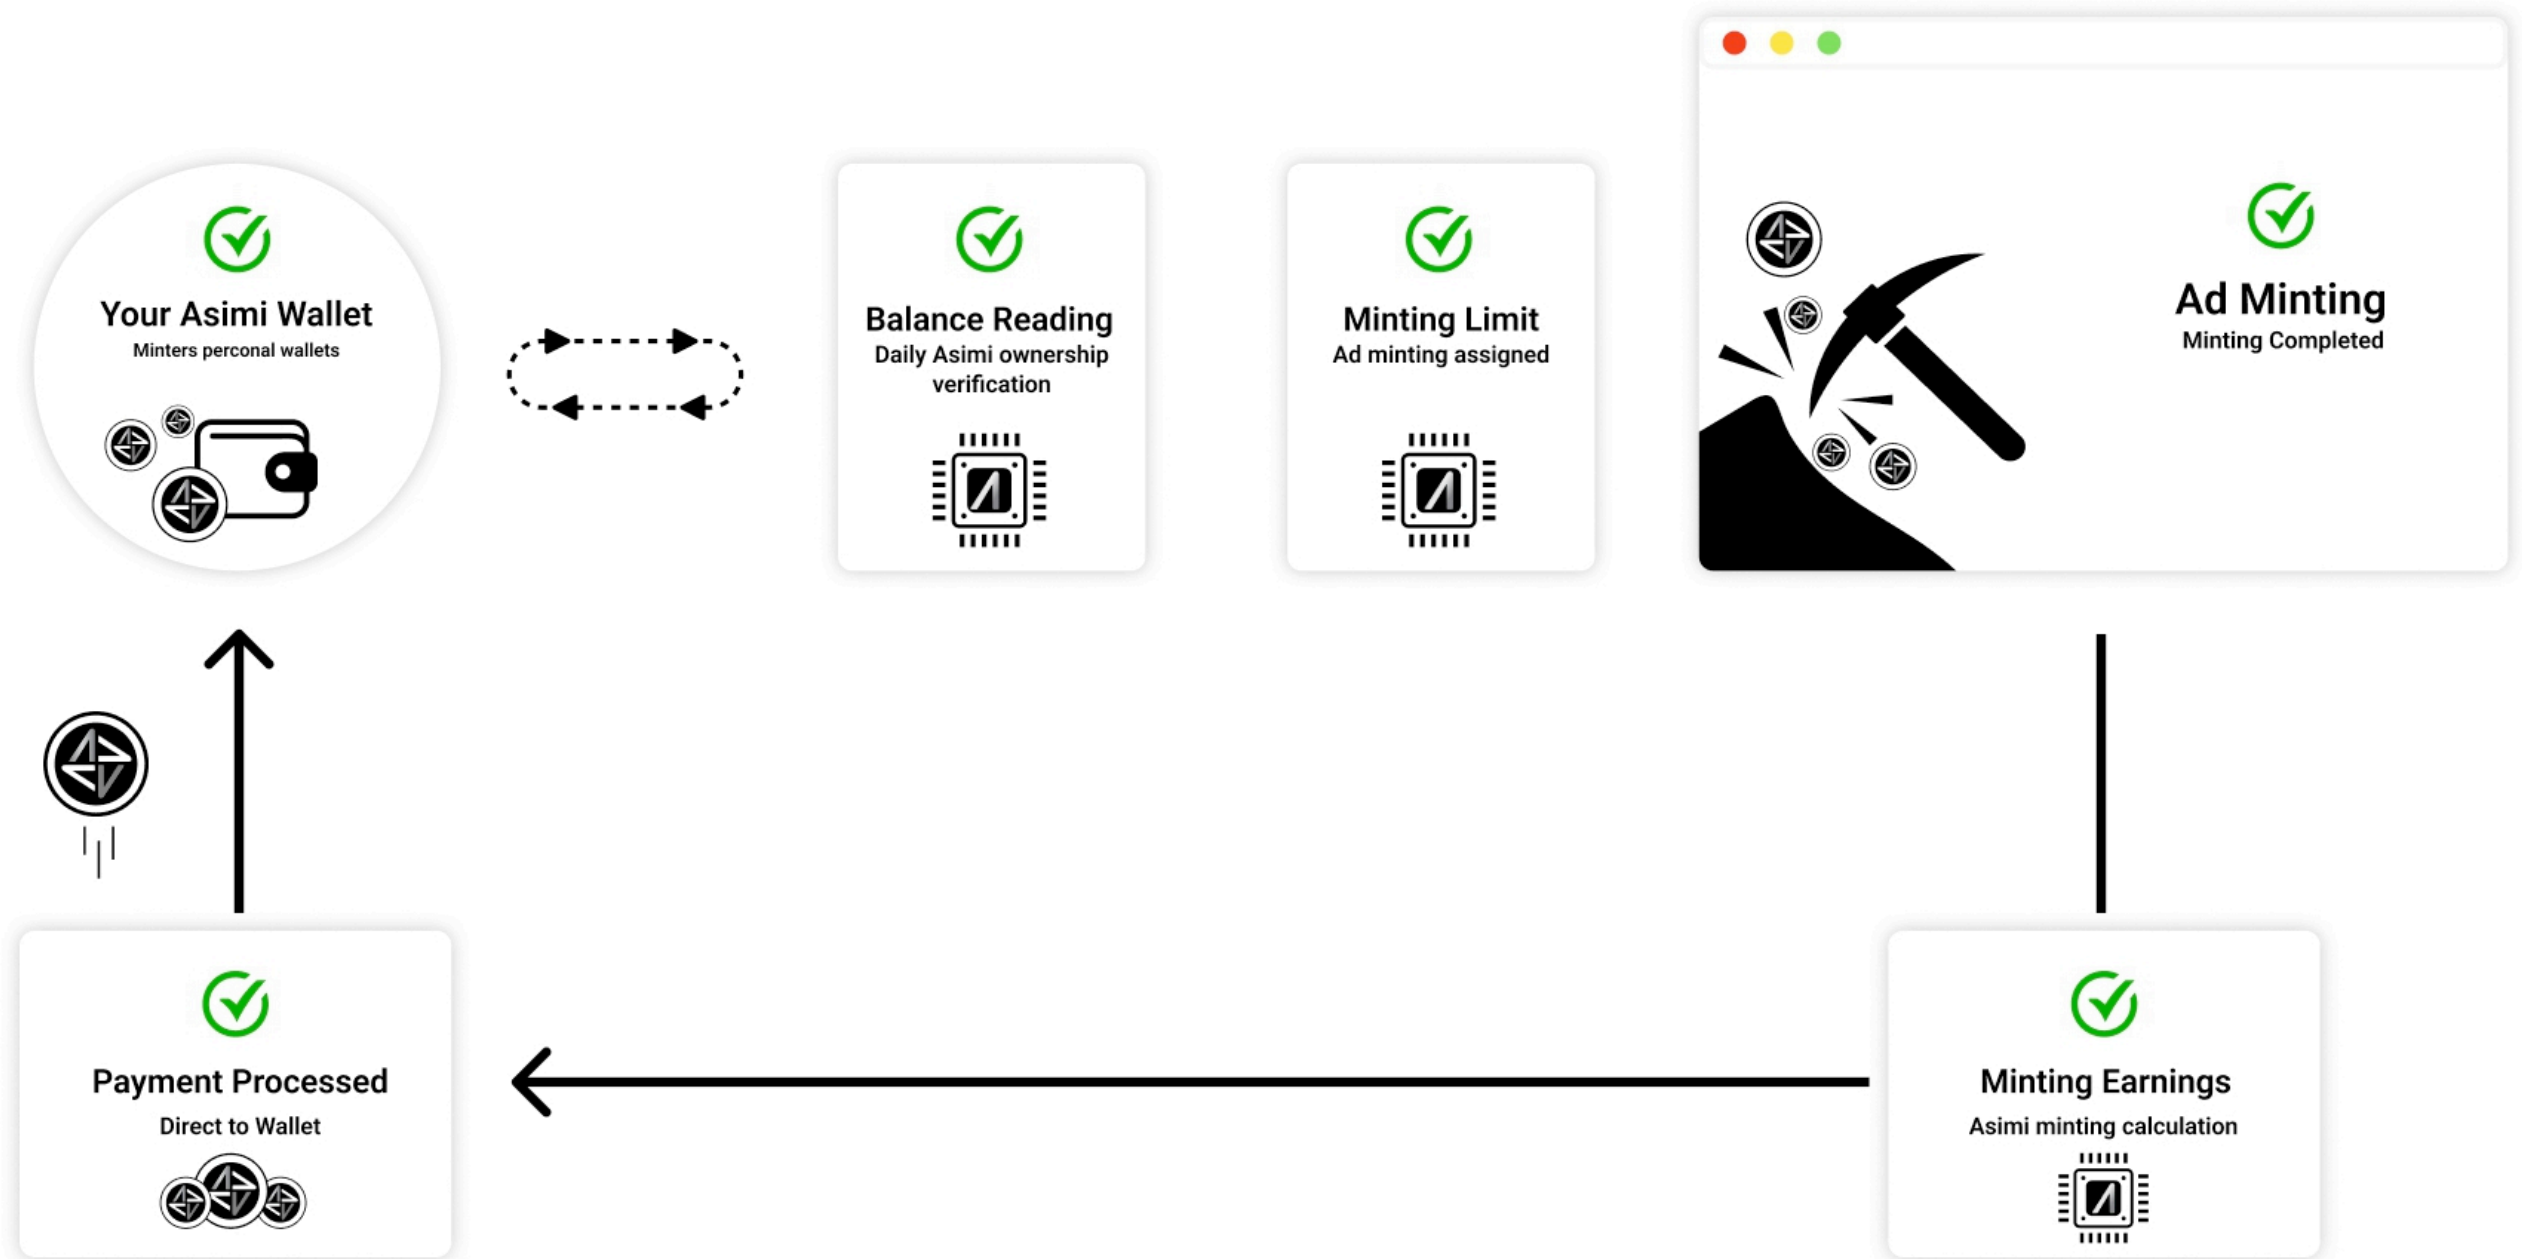 Your Asimi Wallet
Minters perconal wallets
Balance Reading
Daily Asimi ownership
verification
Minting Limit
Ad minting assigned
Ad Minting
Minting Completed
Payment Processed
Direct to Wallet
Minting Earnings
Asimi minting calculation